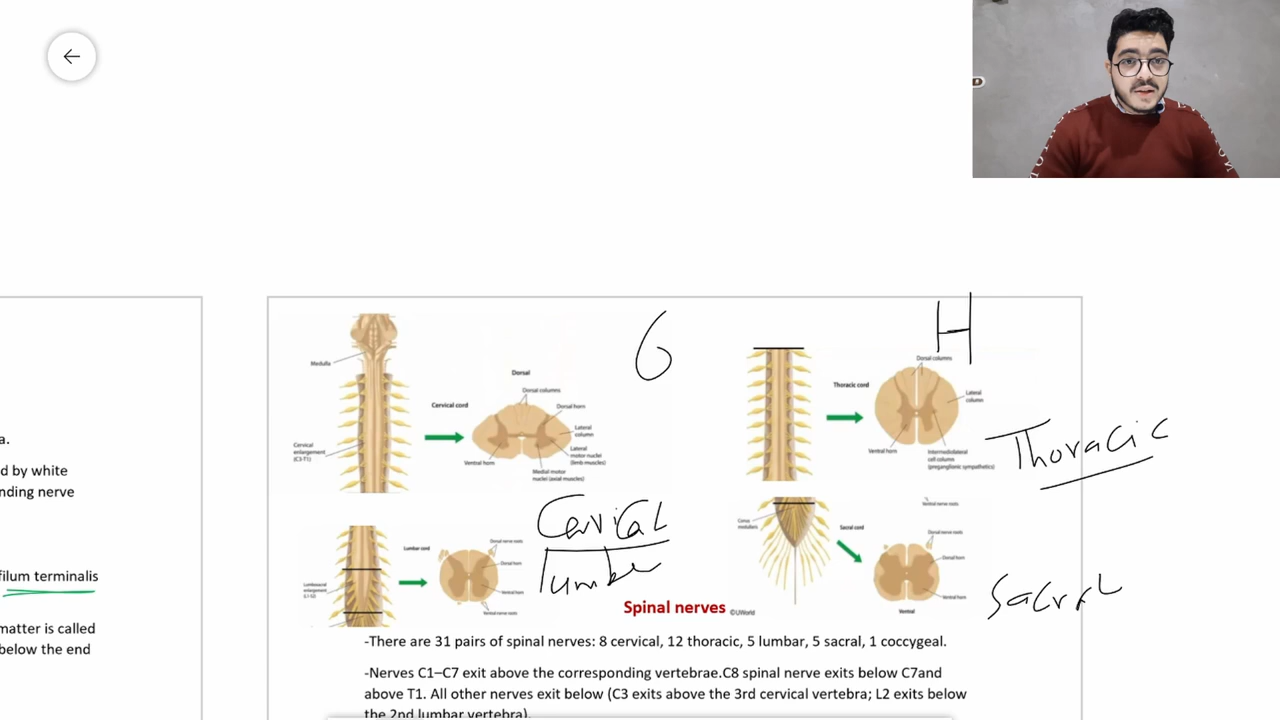 a.
d by white
nding nerve
filum terminalis
matter is called
below the end
Medulla
Cervical cord
Cervical
enlargement
(C3-T1)
Dorsal
Dorsal columns
Dorsal horn
Lateral
column
Lateral
motor nuclei
(limb muscles)
Ventral horn
Medial motor
nuclei (axial muscles)
6
H
Thoracic cord
Dorsal columns
Lateral
column
Ventral horn
Intermediolateral
cell column
(preganglionic sympathetics)
Thoracic
Cervical
lumber
Lumbar cord
Lumbosacral
enlargement
(L1-S2)
Dorsal nerve
roots
Dorsal horn
Ventral
horn
Ventral nerve roots
Conus
medullaris
Sacral cord
Ventral nerve roots
Dorsal nerve
roots
Dorsal horn
Ventral horn
Ventral
Sacral
Spinal nerves ©UWorld
-There are 31 pairs of spinal nerves: 8 cervical, 12 thoracic, 5 lumbar, 5 sacral, 1 coccygeal.
-Nerves C1–C7 exit above the corresponding vertebrae.C8 spinal nerve exits below C7and
above T1. All other nerves exit below (C3 exits above the 3rd cervical vertebra; L2 exits below
the 2nd lumbar vertebra).